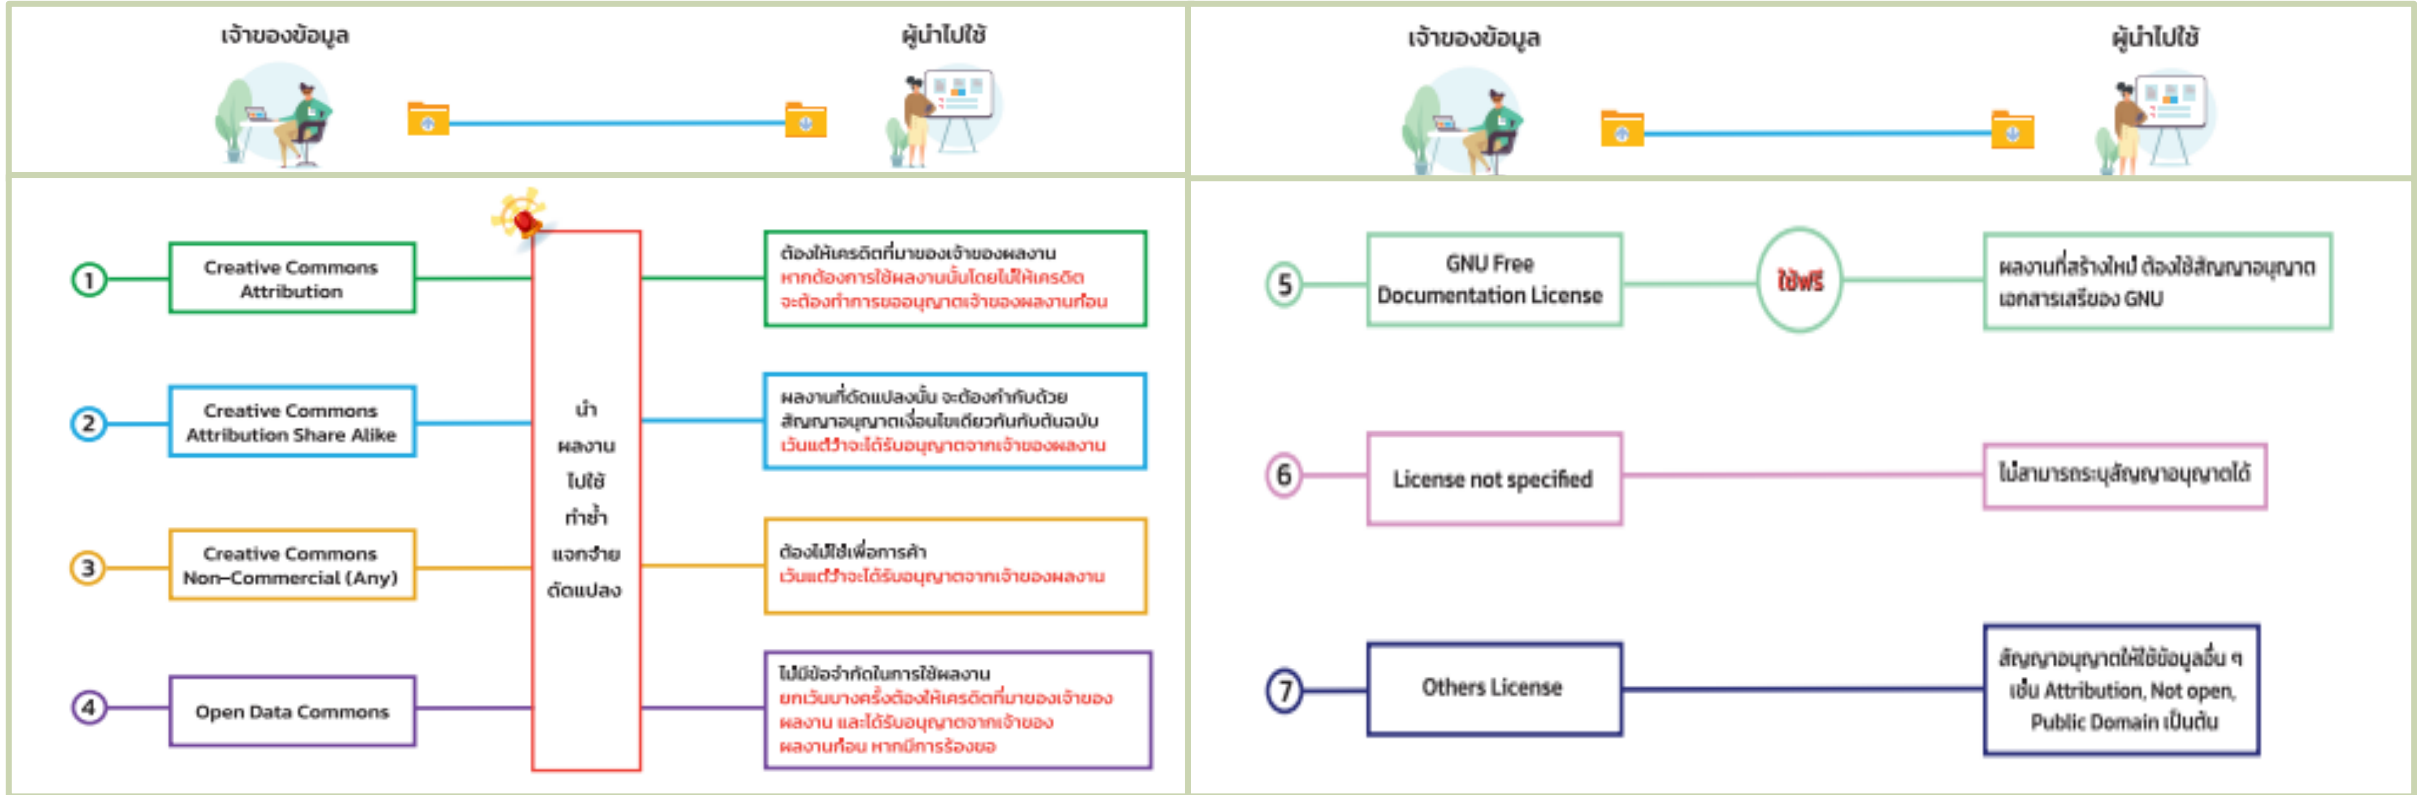 เจ้าของข้อมูล
ผู้นำไปใช้
1
Creative Commons
Attribution
ต้องให้เครดิตที่มาของเจ้าของผลงาน
หากต้องการใช้ผลงานนั้นโดยไม่ให้เครดิต
จะต้องทำการขออนุญาตเจ้าของผลงานก่อน
2
Creative Commons
Attribution Share Alike
ผลงานที่ดัดแปลงนั้น จะต้องกำกับด้วย
สัญญาอนุญาตเงื่อนไขเดียวกันกับต้นฉบับ
เว้นแต่ว่าจะได้รับอนุญาตจากเจ้าของผลงาน
3
Creative Commons
Non-Commercial (Any)
ต้องไม่ใช้เพื่อการค้า
เว้นแต่ว่าจะได้รับอนุญาตจากเจ้าของผลงาน
4
Open Data Commons
ไม่มีข้อจำกัดในการใช้ผลงาน
ยกเว้นบางครั้งต้องให้เครดิตที่มาของเจ้าของ
ผลงาน และได้รับอนุญาตจากเจ้าของ
ผลงานก่อน หากมีการร้องขอ
นำ
ผลงาน
ไปใช้
ทำซ้ำ
แจกจ่าย
ดัดแปลง
เจ้าของข้อมูล
ผู้นำไปใช้
5
GNU Free
Documentation License
ใช้ฟรี
ผลงานที่สร้างใหม่ ต้องใช้สัญญาอนุญาต
เอกสารเสรีของ GNU
6
License not specified
ไม่สามารถระบุสัญญาอนุญาตได้
7
Others License
สัญญาอนุญาตให้ใช้ข้อมูลอื่น ๆ
เช่น Attribution, Not open,
Public Domain เป็นต้น